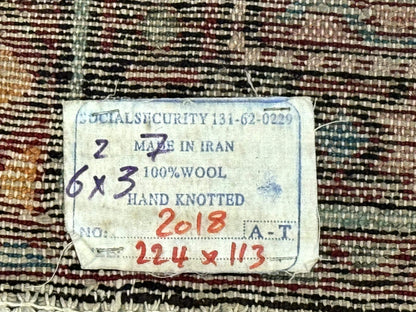 SOCIALSECURITY 131-62-0229
2 7
MADE IN IRAN
6x3
100%WOOL
HAND KNOTTED
NO: 2018 A-T
224 x 113